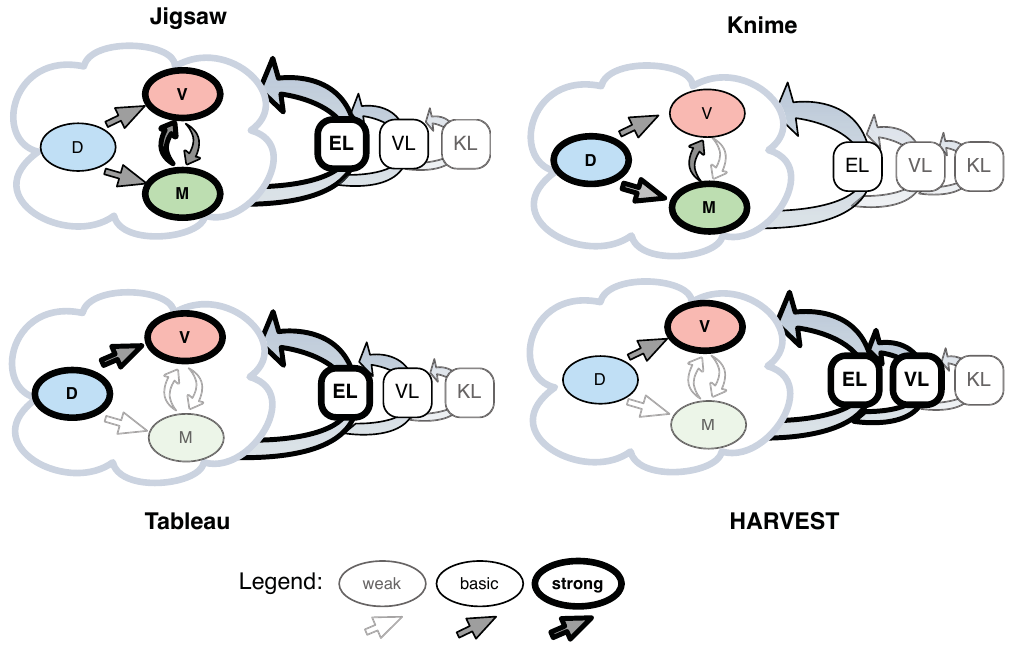 Jigsaw
V
D
M
EL
VL
KL
Knime
V
D
M
EL
VL
KL
V
D
M
EL
VL
KL
Tableau
V
D
M
EL
VL
KL
HARVEST
Legend:
weak
basic
strong